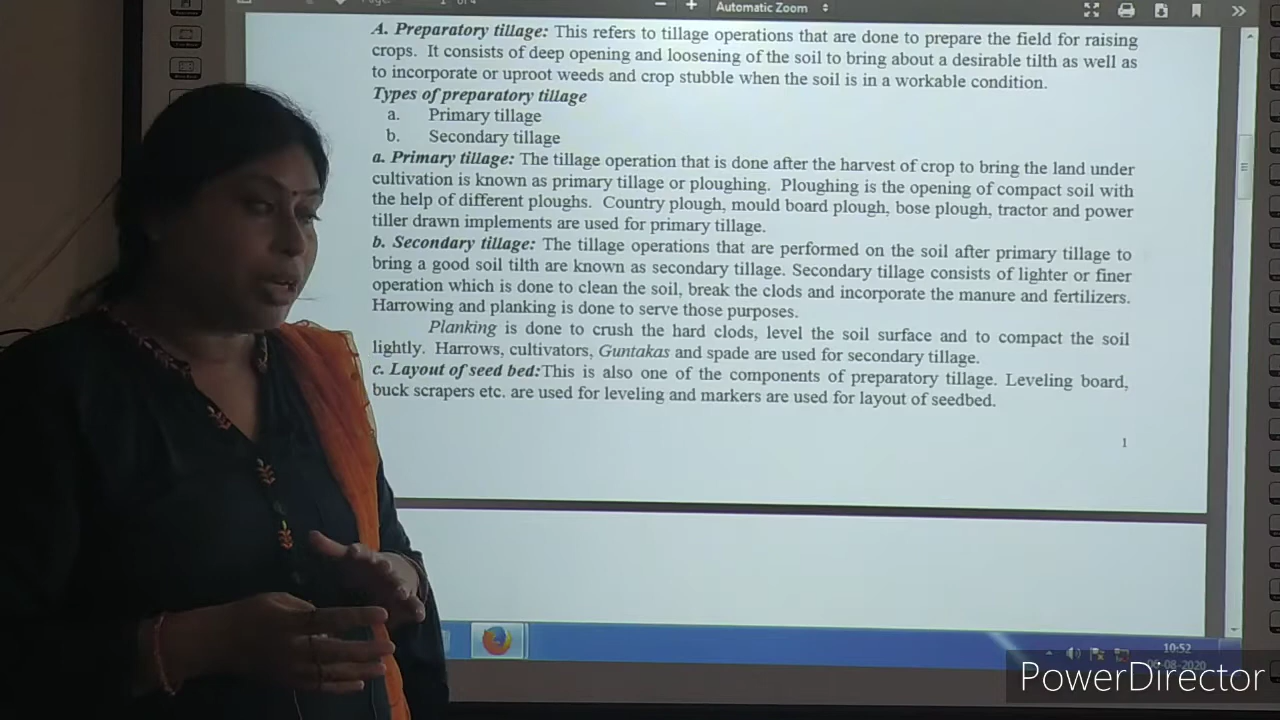 Automatic Zoom
A. Preparatory tillage: This refers to tillage operations that are done to prepare the field for raising
crops. It consists of deep opening and loosening of the soil to bring about a desirable tilth as well as
to incorporate or uproot weeds and crop stubble when the soil is in a workable condition.
Types of preparatory tillage
a. Primary tillage
b. Secondary tillage
a. Primary tillage: The tillage operation that is done after the harvest of crop to bring the land under
cultivation is known as primary tillage or ploughing. Ploughing is the opening of compact soil with
the help of different ploughs. Country plough, mould board plough, bose plough, tractor and power
tiller drawn implements are used for primary tillage.
b. Secondary tillage: The tillage operations that are performed on the soil after primary tillage to
bring a good soil tilth are known as secondary tillage. Secondary tillage consists of lighter or finer
operation which is done to clean the soil, break the clods and incorporate the manure and fertilizers.
Harrowing and planking is done to serve those purposes.
Planking is done to crush the hard clods, level the soil surface and to compact the soil
lightly. Harrows, cultivators, Guntakas and spade are used for secondary tillage.
c. Layout of seed bed:This is also one of the components of preparatory tillage. Leveling board,
buck scrapers etc. are used for leveling and markers are used for layout of seedbed.
1
10:52
06-08-2020
PowerDirector